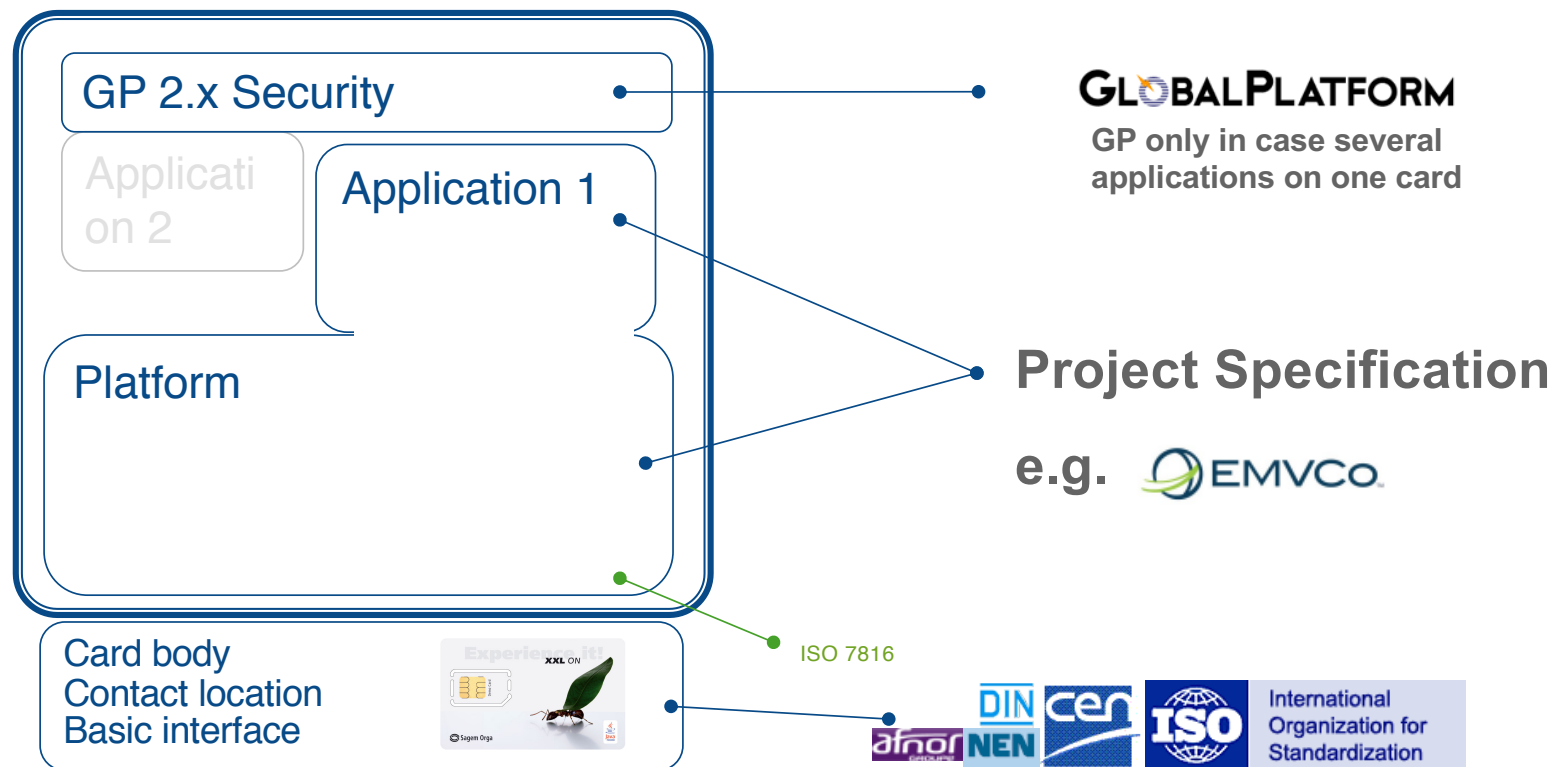 GP 2.x Security
GLOBALPLATFORM
GP only in case several
applications on one card
Applicati
on 2
Application 1
Platform
Project Specification
e.g. EMVCo
ISO 7816
Card body
Contact location
Basic interface
Experience it!
XXL ON
Sagem Orga
DIN
cen
afnor
GROUPE
NEN
ISO
International
Organization for
Standardization